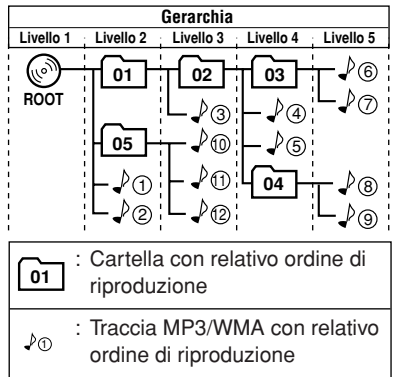 Gerarchia
Livello 1 Livello 2 Livello 3 Livello 4 Livello 5
01 02 03 ⑥
ROOT ⑦
③ ④
05 ⑩ ⑤
① ⑪ 04 ⑧
② ⑫ ⑨
01 : Cartella con relativo ordine di
riproduzione
① : Traccia MP3/WMA con relativo
ordine di riproduzione